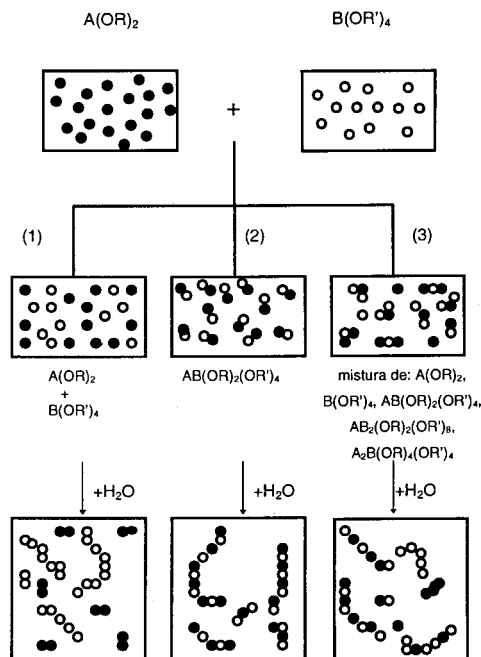 A(OR)₂ B(OR')₄
+
(1) (2) (3)
A(OR)₂
+
B(OR')₄
AB(OR)₂(OR')₄
mistura de: A(OR)₂,
B(OR')₄, AB(OR)₂(OR')₄,
AB₂(OR)₂(OR')₈,
A₂B(OR)₄(OR')₄
+H₂O +H₂O +H₂O